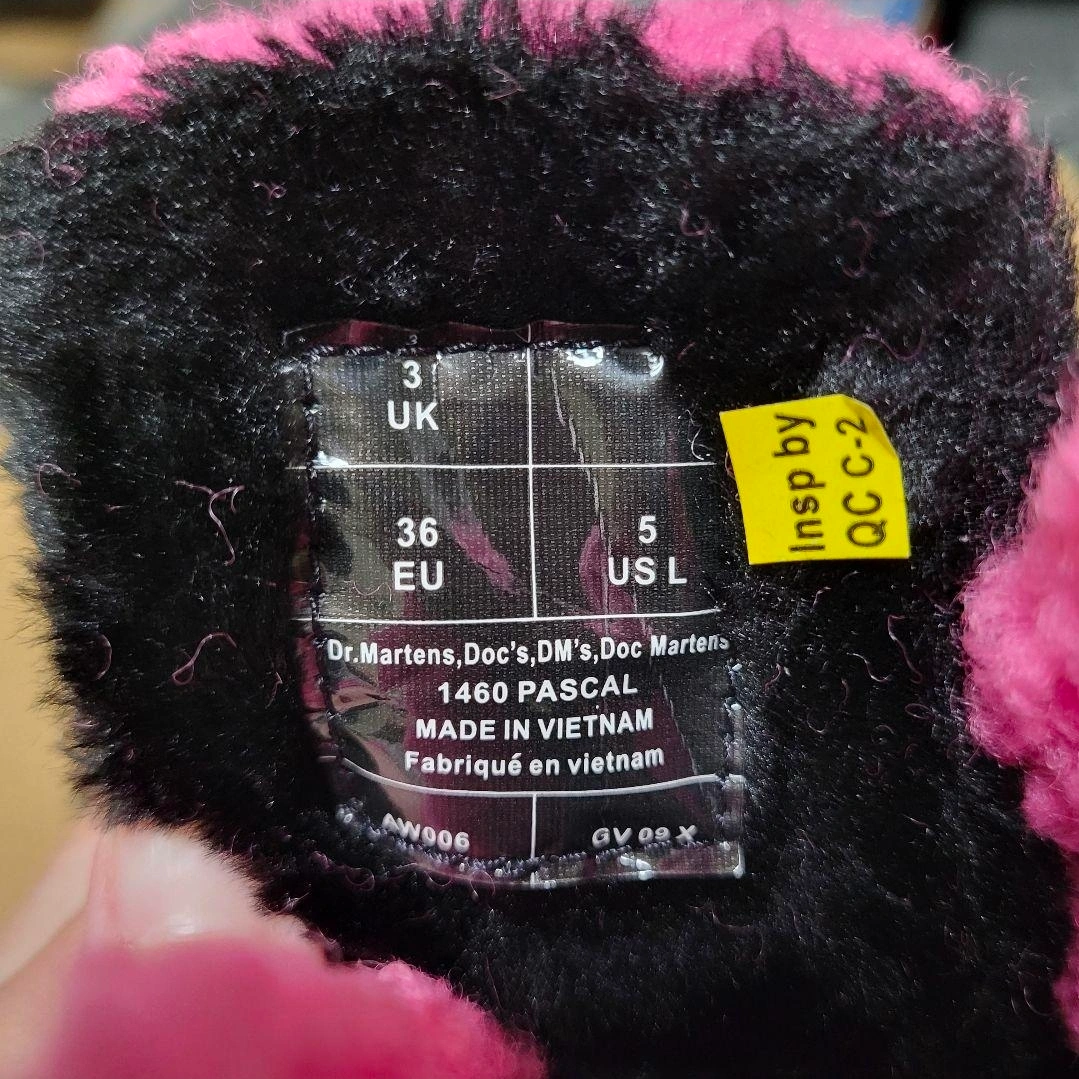 3
UK
36
EU
5
US L
Dr.Martens,Doc's,DM's,Doc Martens
1460 PASCAL
MADE IN VIETNAM
Fabriqué en vietnam
AW006
GV 09 X
Insp by
QC C-2